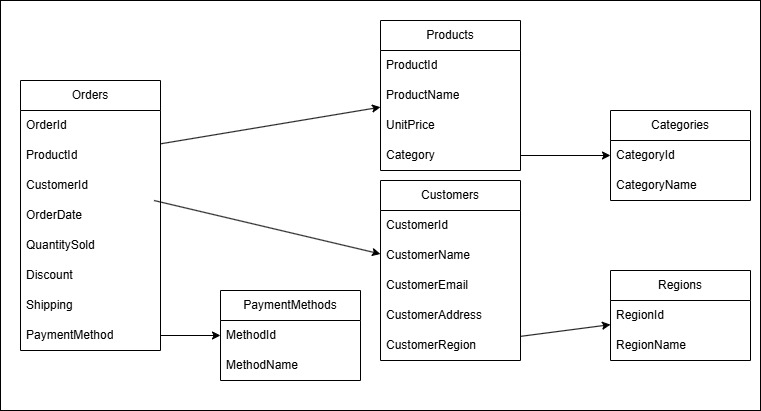 Orders
OrderId
ProductId
CustomerId
OrderDate
QuantitySold
Discount
Shipping
PaymentMethod
PaymentMethods
MethodId
MethodName
Products
ProductId
ProductName
UnitPrice
Category
Customers
CustomerId
CustomerName
CustomerEmail
CustomerAddress
CustomerRegion
Categories
CategoryId
CategoryName
Regions
RegionId
RegionName